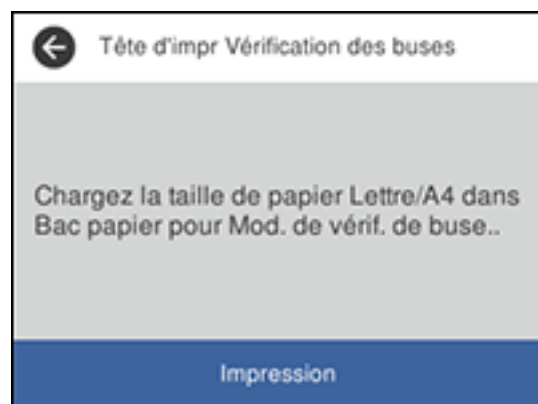 Tête d'impr Vérification des buses
Chargez la taille de papier Lettre/A4 dans
Bac papier pour Mod. de vérif. de buse..
Impression